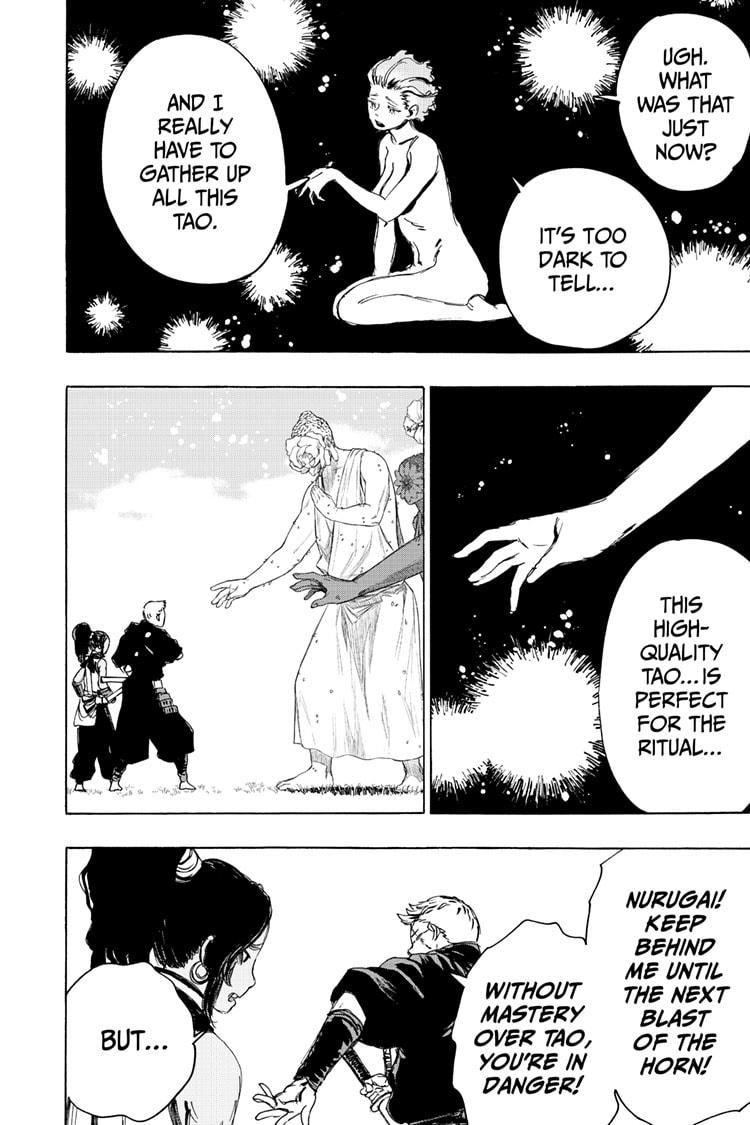 UGH.
WHAT
WAS THAT
JUST
NOW?
IT'S TOO
DARK TO
TELL...
AND I
REALLY
HAVE TO
GATHER UP
ALL THIS
TAO.
THIS
HIGH-
QUALITY
TAO...IS
PERFECT
FOR THE
RITUAL...
NURUGAI!
KEEP
BEHIND
ME UNTIL
THE NEXT
BLAST
OF THE
HORN!
WITHOUT
MASTERY
OVER TAO,
YOU'RE IN
DANGER!
BUT...